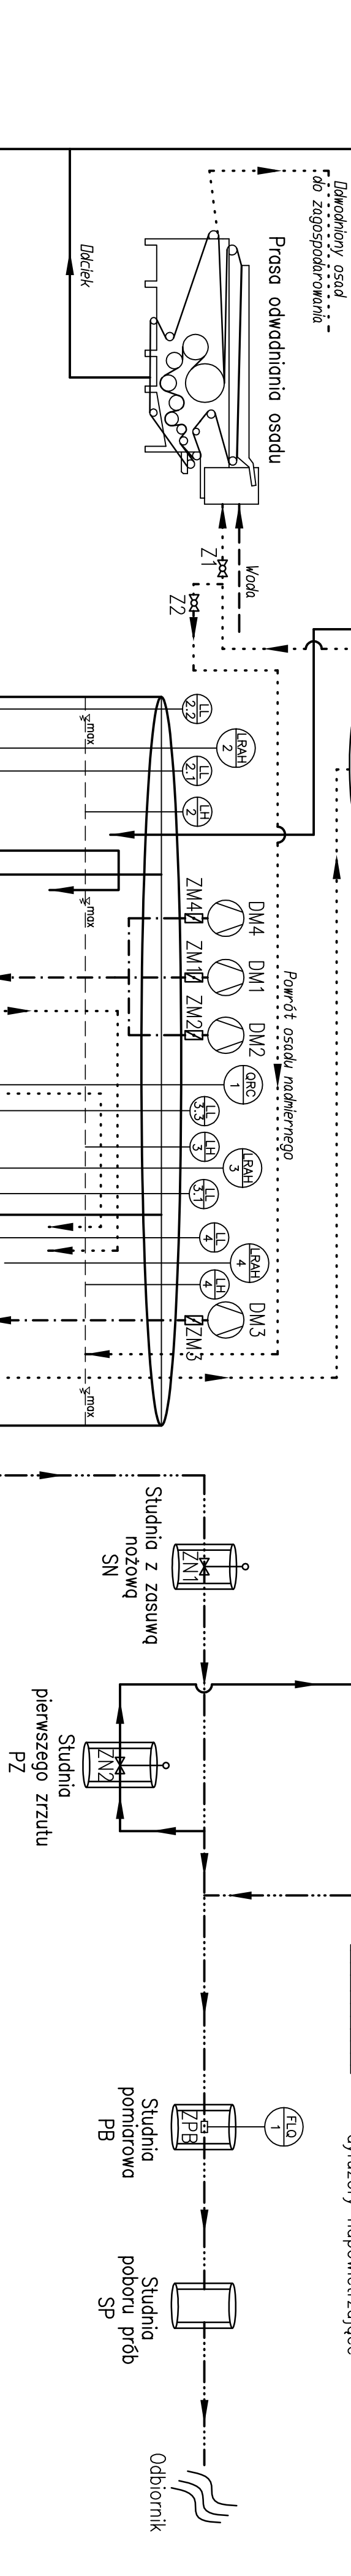 Odwodniony osad
do zagospodarowania
Prasa odwadniania osadu
Odciek
Woda
Z1
Z2
LL
2.2
LRAH
2
LL
2.1
LH
2
max
max
max
DM4
DM1
DM2
ZM4
ZM1
ZM2
Powrót osadu nadmiernego
QRC
1
LL
3.3
LH
3
LRAH
3
LL
3.1
LL
4
LRAH
4
LH
4
DM3
ZM3
ZN1
Studnia z zasuwą
nożową
SN
ZN2
Studnia
pierwszego zrzutu
PZ
FLQ
1
ZPB
Studnia
pomiarowa
PB
Studnia
poboru prób
SP
Odbiornik